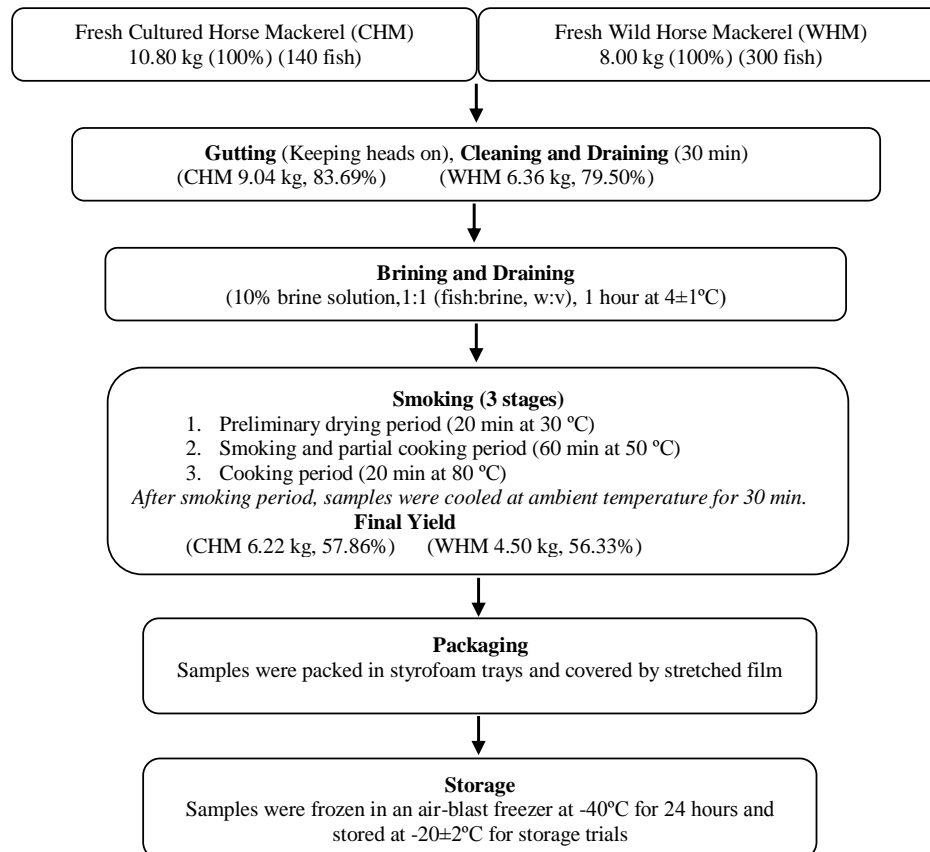 Fresh Cultured Horse Mackerel (CHM)
10.80 kg (100%) (140 fish)
Fresh Wild Horse Mackerel (WHM)
8.00 kg (100%) (300 fish)
Gutting (Keeping heads on), Cleaning and Draining (30 min)
(CHM 9.04 kg, 83.69%) (WHM 6.36 kg, 79.50%)
Brining and Draining
(10% brine solution,1:1 (fish:brine, w:v), 1 hour at 4±1ºC)
Smoking (3 stages)
1. Preliminary drying period (20 min at 30 ºC)
2. Smoking and partial cooking period (60 min at 50 ºC)
3. Cooking period (20 min at 80 ºC)
After smoking period, samples were cooled at ambient temperature for 30 min.
Final Yield
(CHM 6.22 kg, 57.86%) (WHM 4.50 kg, 56.33%)
Packaging
Samples were packed in styrofoam trays and covered by stretched film
Storage
Samples were frozen in an air-blast freezer at -40ºC for 24 hours and
stored at -20±2ºC for storage trials